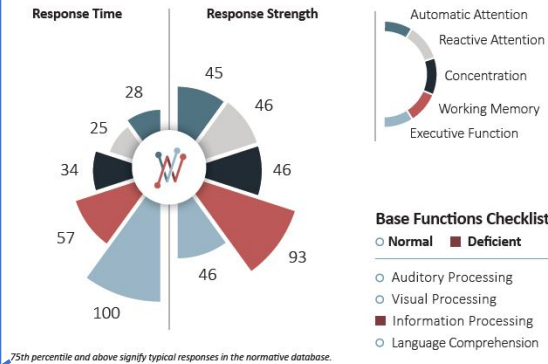 Response Time
Response Strength
28
25
34
57
100
45
46
46
93
46
Automatic Attention
Reactive Attention
Concentration
Working Memory
Executive Function
Base Functions Checklist
Normal Deficient
Auditory Processing
Visual Processing
Information Processing
Language Comprehension
75th percentile and above signify typical responses in the normative database.